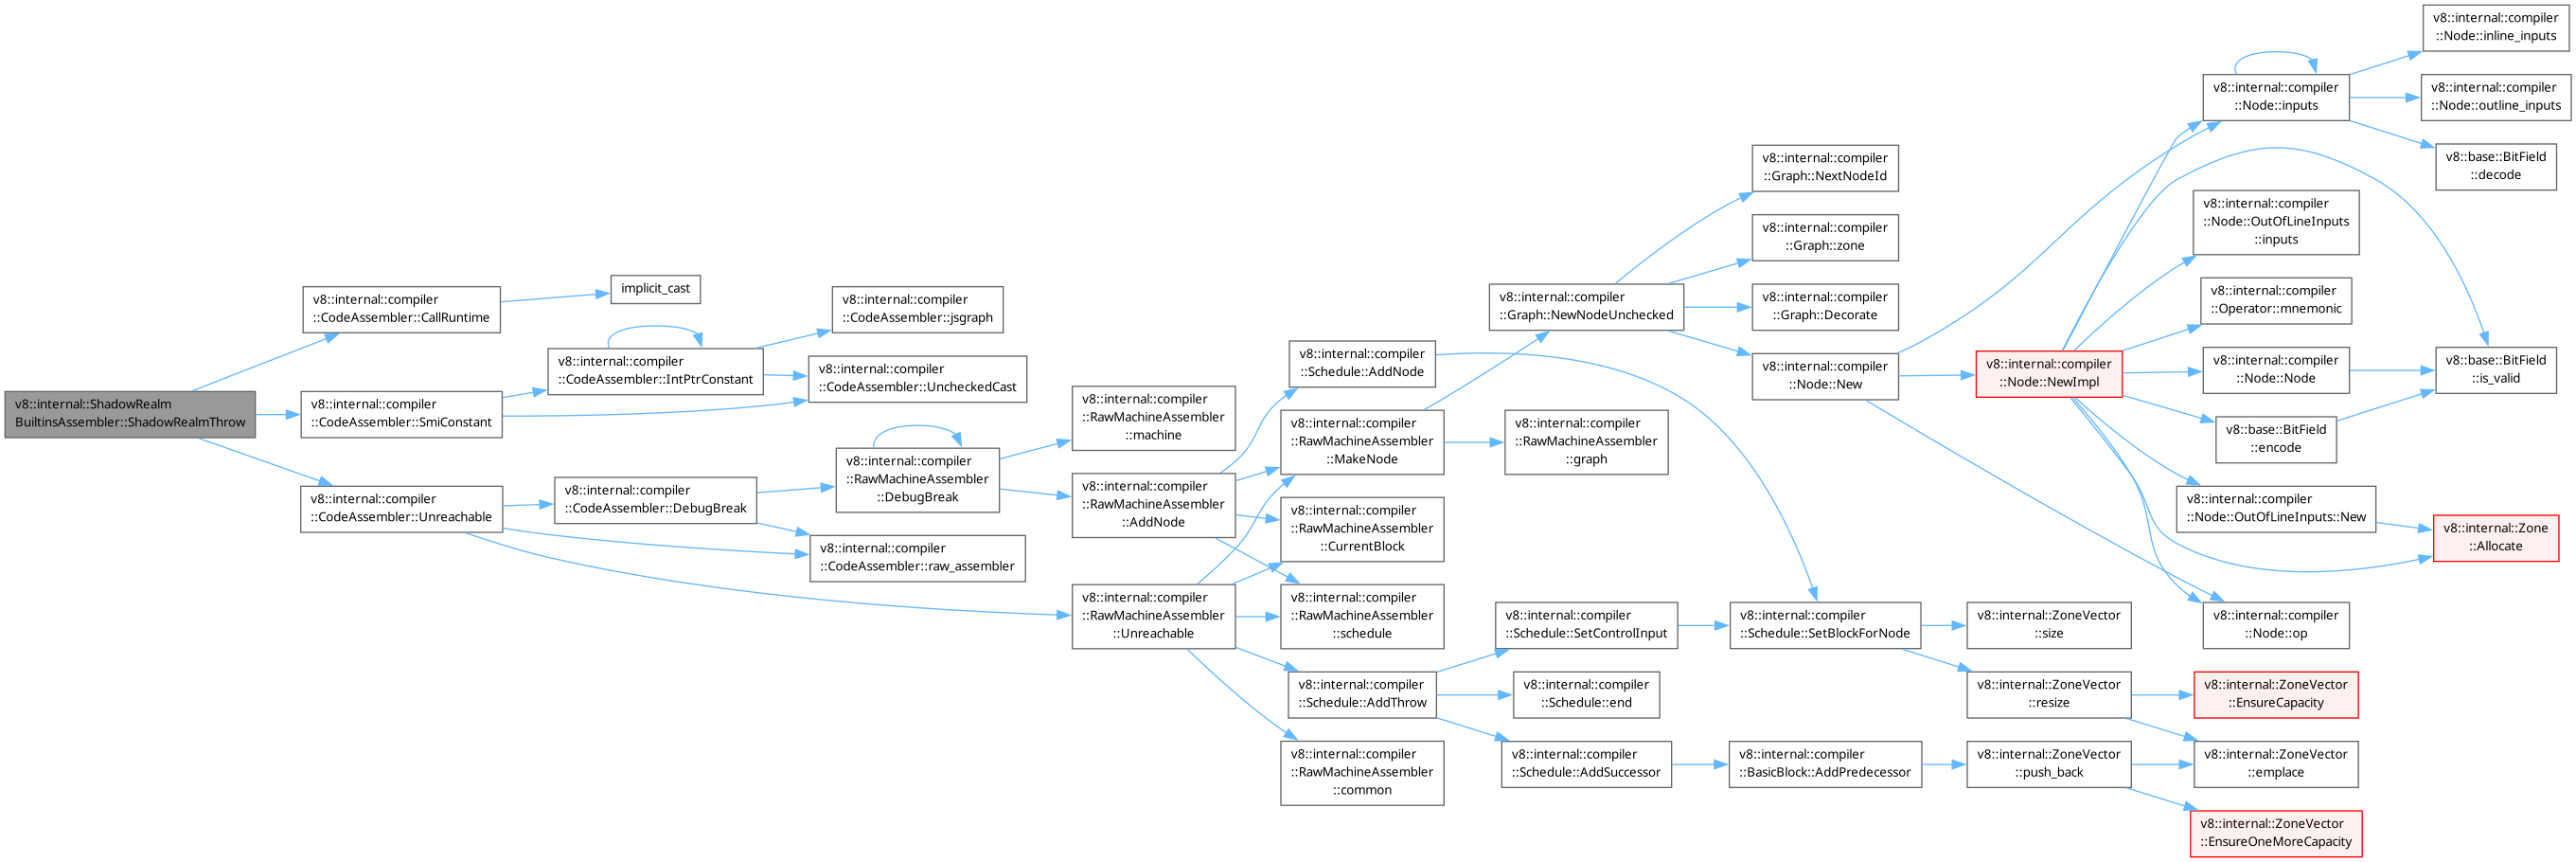 v8::internal::ShadowRealm
BuiltinsAssembler::ShadowRealmThrow
v8::internal::compiler
::CodeAssembler::CallRuntime
implicit_cast
v8::internal::compiler
::CodeAssembler::SmiConstant
v8::internal::compiler
::CodeAssembler::IntPtrConstant
v8::internal::compiler
::CodeAssembler::jsgraph
v8::internal::compiler
::CodeAssembler::UncheckedCast
v8::internal::compiler
::CodeAssembler::Unreachable
v8::internal::compiler
::CodeAssembler::DebugBreak
v8::internal::compiler
::RawMachineAssembler
::DebugBreak
v8::internal::compiler
::CodeAssembler::raw_assembler
v8::internal::compiler
::RawMachineAssembler
::machine
v8::internal::compiler
::RawMachineAssembler
::AddNode
v8::internal::compiler
::RawMachineAssembler
::Unreachable
v8::internal::compiler
::Schedule::AddNode
v8::internal::compiler
::RawMachineAssembler
::MakeNode
v8::internal::compiler
::RawMachineAssembler
::CurrentBlock
v8::internal::compiler
::RawMachineAssembler
::schedule
v8::internal::compiler
::Schedule::AddThrow
v8::internal::compiler
::RawMachineAssembler
::common
v8::internal::compiler
::Graph::NewNodeUnchecked
v8::internal::compiler
::RawMachineAssembler
::graph
v8::internal::compiler
::Schedule::SetControlInput
v8::internal::compiler
::Schedule::end
v8::internal::compiler
::Schedule::AddSuccessor
v8::internal::compiler
::Graph::NextNodeId
v8::internal::compiler
::Graph::zone
v8::internal::compiler
::Graph::Decorate
v8::internal::compiler
::Node::New
v8::internal::compiler
::Schedule::SetBlockForNode
v8::internal::compiler
::BasicBlock::AddPredecessor
v8::internal::compiler
::Node::NewImpl
v8::internal::ZoneVector
::size
v8::internal::ZoneVector
::resize
v8::internal::ZoneVector
::push_back
v8::internal::compiler
::Node::inputs
v8::internal::compiler
::Node::OutOfLineInputs
::inputs
v8::internal::compiler
::Operator::mnemonic
v8::internal::compiler
::Node::Node
v8::base::BitField
::encode
v8::internal::compiler
::Node::OutOfLineInputs::New
v8::internal::compiler
::Node::op
v8::internal::ZoneVector
::EnsureCapacity
v8::internal::ZoneVector
::emplace
v8::internal::ZoneVector
::EnsureOneMoreCapacity
v8::internal::compiler
::Node::inline_inputs
v8::internal::compiler
::Node::outline_inputs
v8::base::BitField
::decode
v8::base::BitField
::is_valid
v8::internal::Zone
::Allocate